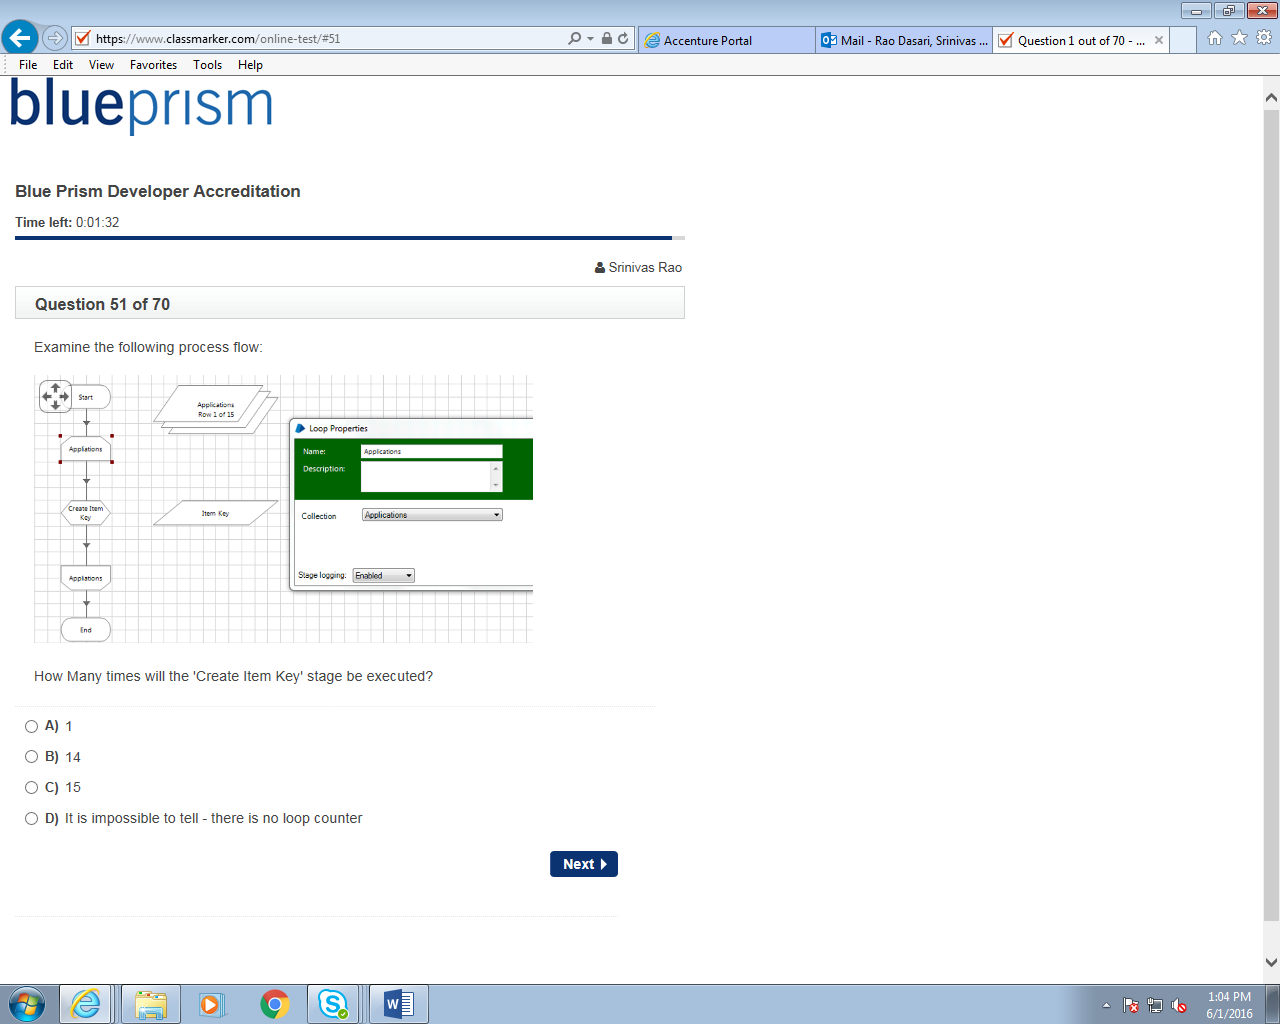 https://www.classmarker.com/online-test/#51
Accenture Portal
Mail - Rao Dasari, Srinivas ...
Question 1 out of 70 - ...
File Edit View Favorites Tools Help
blueprism
Blue Prism Developer Accreditation
Time left: 0:01:32
Srinivas Rao
Question 51 of 70
Examine the following process flow:
Start
Applications
Row 1 of 15
Loop Properties
Name: Applications
Description:
Appliations
Create Item
Key
Item Key
Collection Applications
Appliations
Stage logging: Enabled
End
How Many times will the 'Create Item Key' stage be executed?
A) 1
B) 14
C) 15
D) It is impossible to tell - there is no loop counter
Next
1:04 PM
6/1/2016